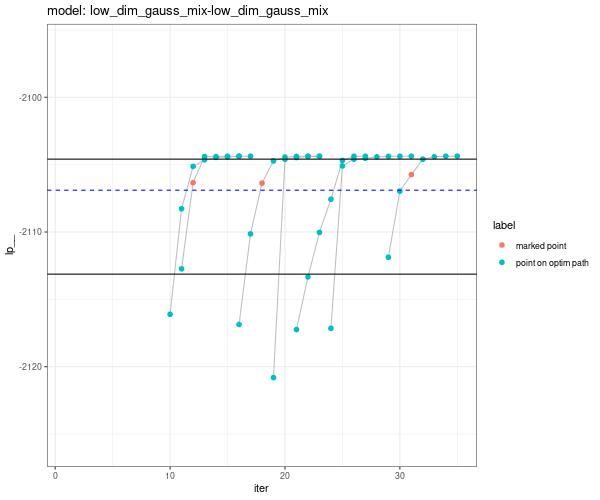 model: low_dim_gauss_mix-low_dim_gauss_mix
lp__
-2100
-2110
-2120
0 10 20 30
iter
label
marked point
point on optim path